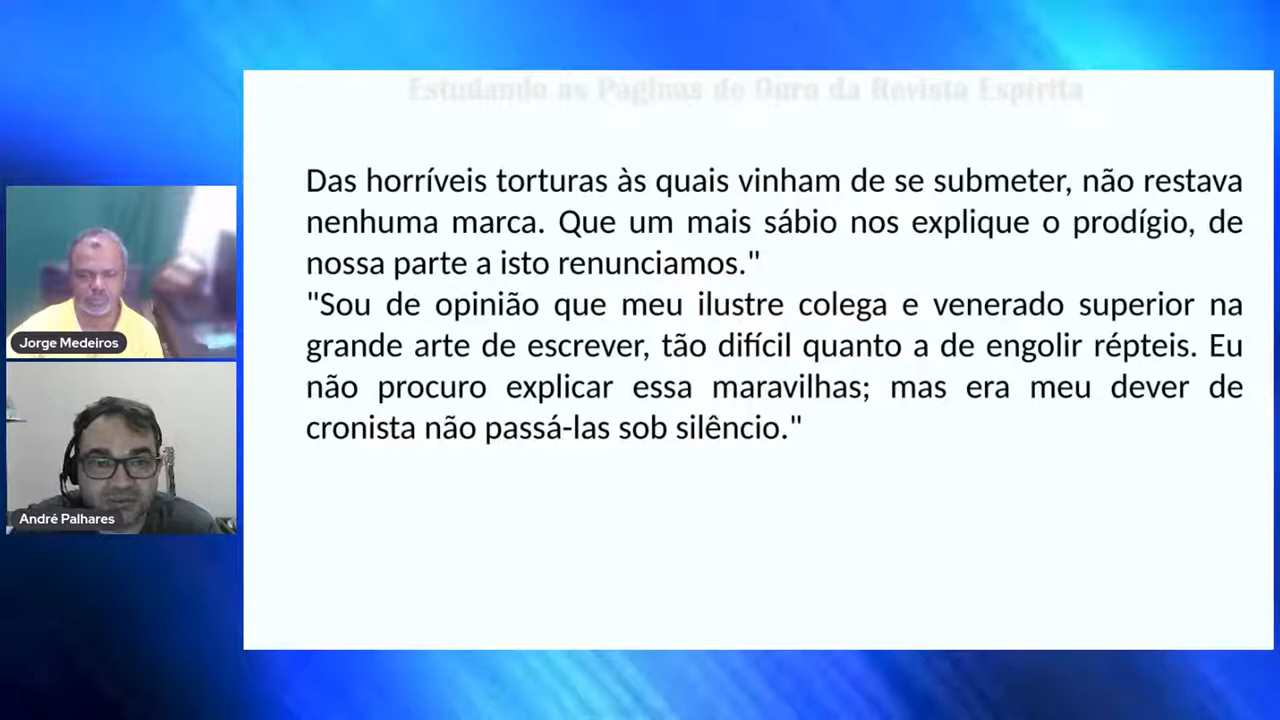 Estudando as Páginas de Ouro da Revista Espírita
Das horríveis torturas às quais vinham de se submeter, não restava
nenhuma marca. Que um mais sábio nos explique o prodígio, de
nossa parte a isto renunciamos."
"Sou de opinião que meu ilustre colega e venerado superior na
grande arte de escrever, tão difícil quanto a de engolir répteis. Eu
não procuro explicar essa maravilhas; mas era meu dever de
cronista não passá-las sob silêncio."
Jorge Medeiros
André Palhares